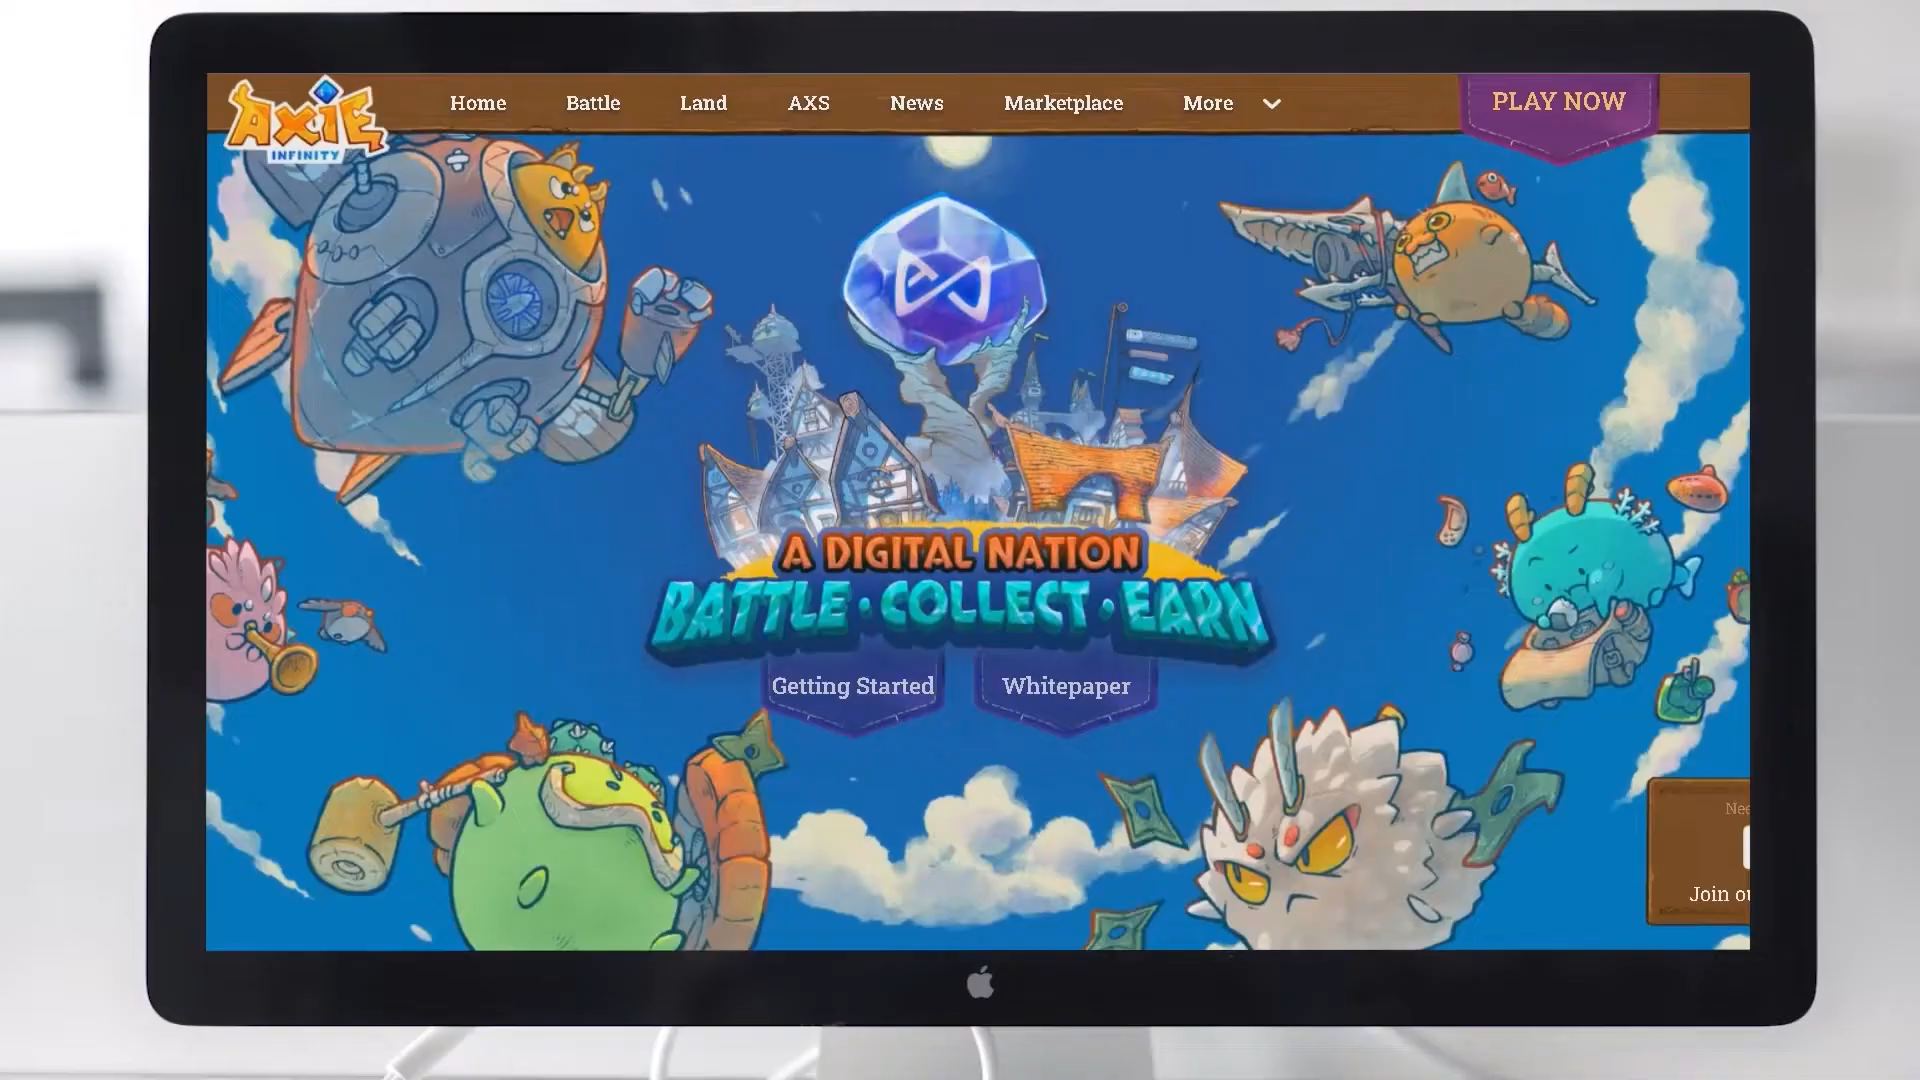 AXIE
INFINITY
Home
Battle
Land
AXS
News
Marketplace
More
PLAY NOW
A DIGITAL NATION
BATTLE · COLLECT · EARN
Getting Started
Whitepaper
Join